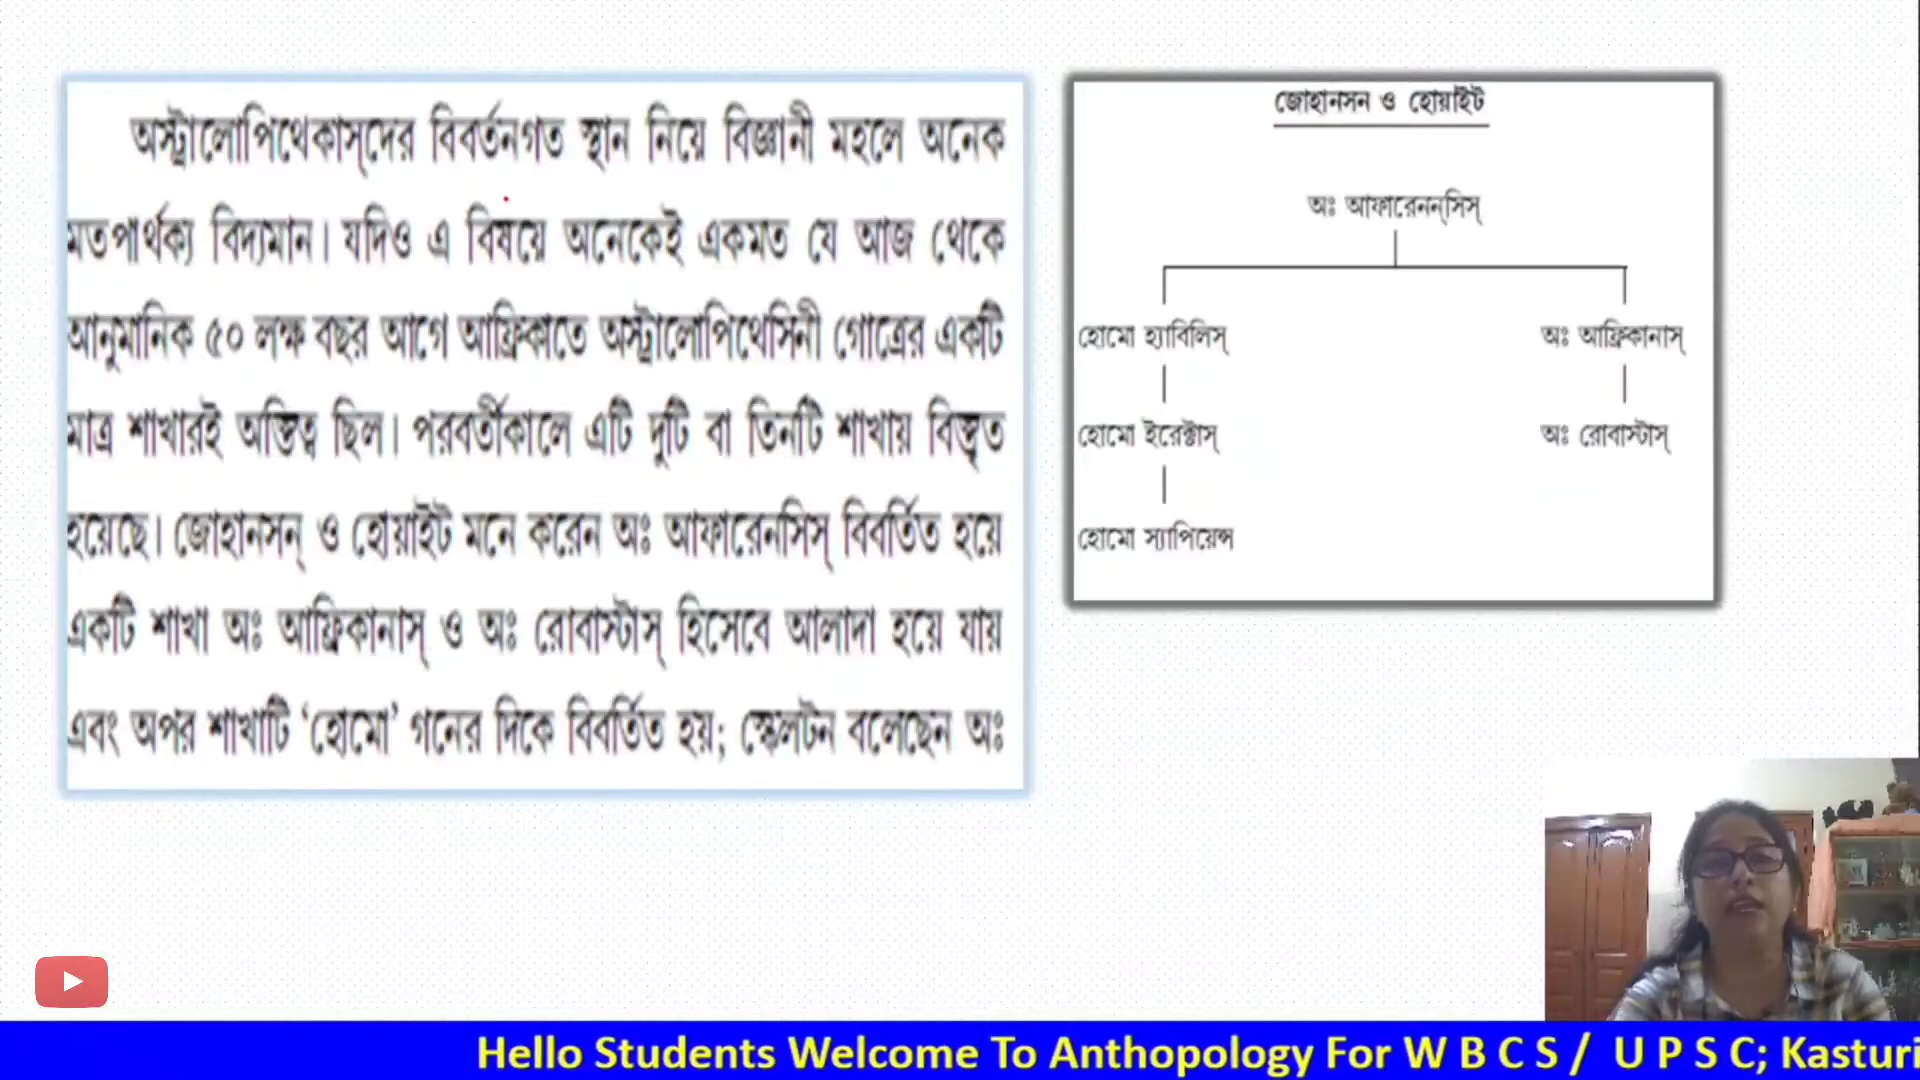 অস্ট্রালোপিথেকাস্‌দের বিবর্তনগত স্থান নিয়ে বিজ্ঞানী মহলে অনেক
মতপার্থক্য বিদ্যমান। যদিও এ বিষয়ে অনেকেই একমত যে আজ থেকে
আনুমানিক ৫০ লক্ষ বছর আগে আফ্রিকাতে অস্ট্রালোপিথেসিনী গোত্রের একটি
মাত্র শাখারই অস্তিত্ব ছিল। পরবর্তীকালে এটি দুটি বা তিনটি শাখায় বিস্তৃত
হয়েছে। জোহানসন্ ও হোয়াইট মনে করেন অঃ আফারেনসিস্ বিবর্তিত হয়ে
একটি শাখা অঃ আফ্রিকানাস্ ও অঃ রোবাস্টাস্ হিসেবে আলাদা হয়ে যায়
এবং অপর শাখাটি ‘হোমো’ গনের দিকে বিবর্তিত হয়; স্কেলটন বলেছেন অঃ
জোহানসন ও হোয়াইট
অঃ আফারেনন্‌সিস্
হোমো হ্যাবিলিস্ অঃ আফ্রিকানাস্
হোমো ইরেক্টাস্ অঃ রোবাস্টাস্
হোমো স্যাপিয়েন্স
Hello Students Welcome To Anthopology For W B C S / U P S C; Kasturi